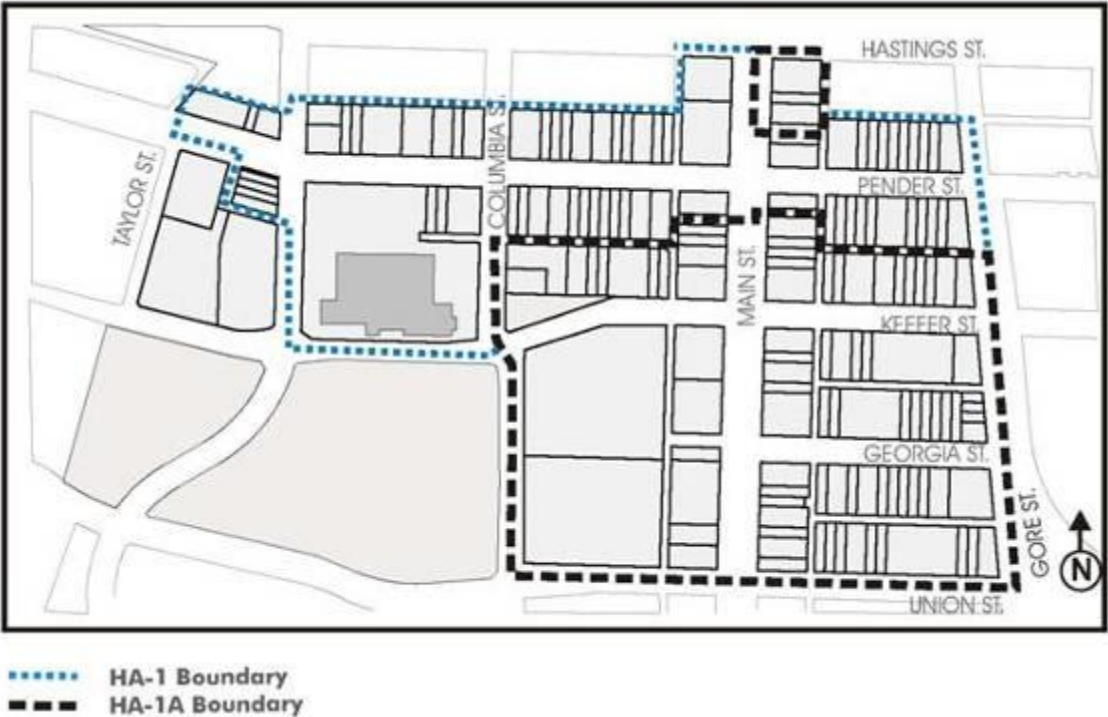 HASTINGS ST.
COLUMBIA ST.
TAYLOR ST.
PENDER ST.
MAIN ST.
KEFFER ST.
GEORGIA ST.
GORE ST.
N
UNION ST.
HA-1 Boundary
HA-1A Boundary